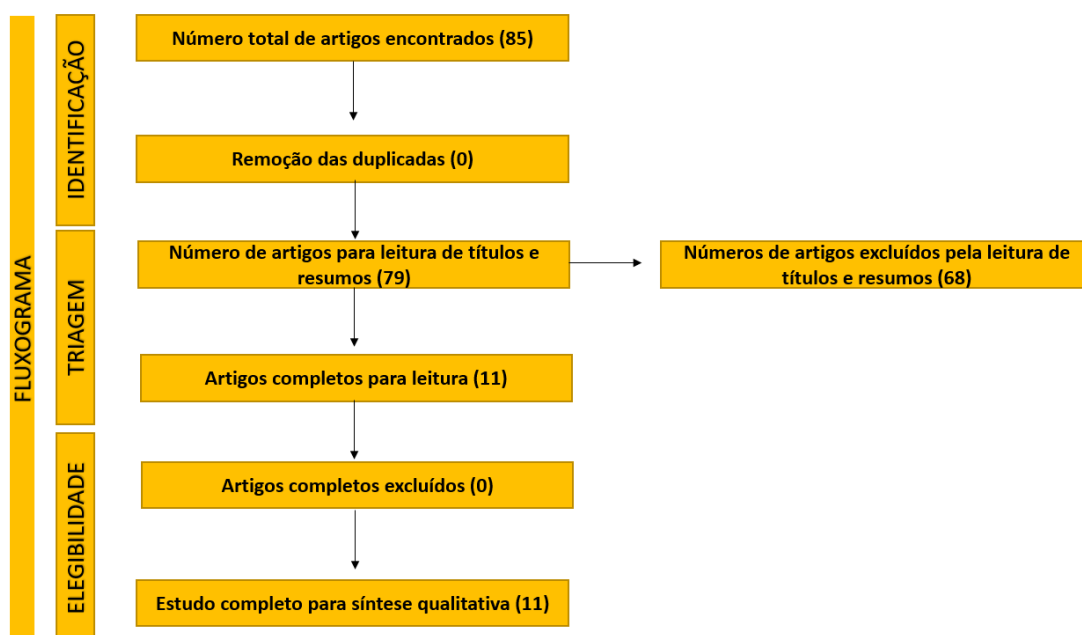 FLUXOGRAMA
IDENTIFICAÇÃO
Número total de artigos encontrados (85)
Remoção das duplicadas (0)
TRIAGEM
Número de artigos para leitura de títulos e
resumos (79)
Números de artigos excluídos pela leitura de
títulos e resumos (68)
Artigos completos para leitura (11)
ELEGIBILIDADE
Artigos completos excluídos (0)
Estudo completo para síntese qualitativa (11)